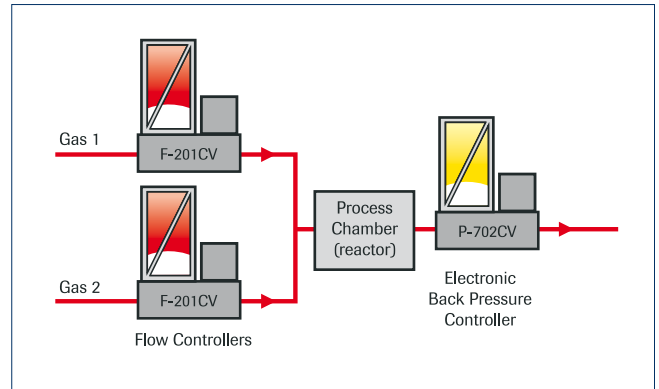 Gas 1
F-201CV
Gas 2
F-201CV
Flow Controllers
Process
Chamber
(reactor)
P-702CV
Electronic
Back Pressure
Controller